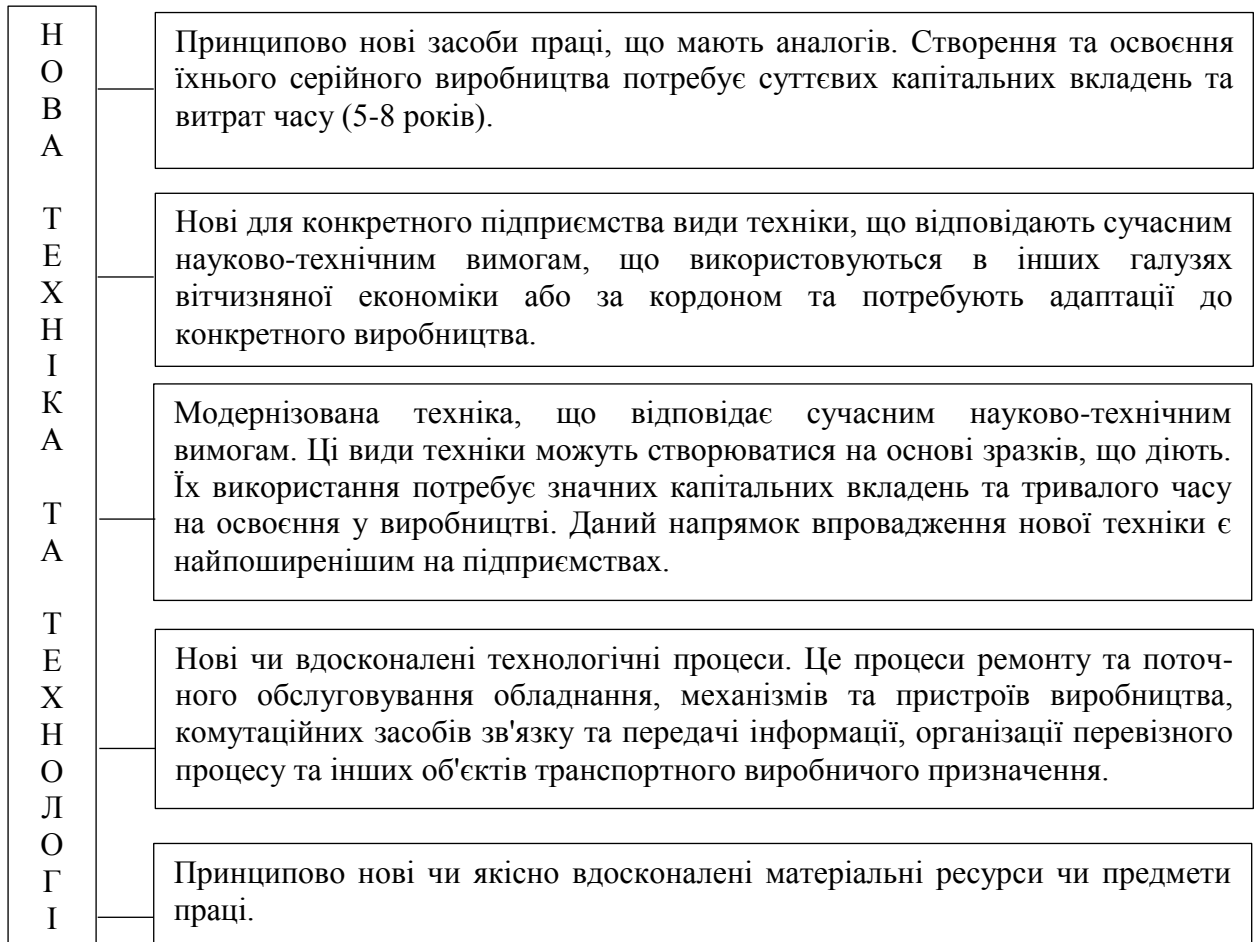 НОВА ТЕХНІКА ТА ТЕХНОЛОГІ
Принципово нові засоби праці, що мають аналогів. Створення та освоєння
їхнього серійного виробництва потребує суттєвих капітальних вкладень та
витрат часу (5-8 років).
Нові для конкретного підприємства види техніки, що відповідають сучасним
науково-технічним вимогам, що використовуються в інших галузях
вітчизняної економіки або за кордоном та потребують адаптації до
конкретного виробництва.
Модернізована техніка, що відповідає сучасним науково-технічним
вимогам. Ці види техніки можуть створюватися на основі зразків, що діють.
Їх використання потребує значних капітальних вкладень та тривалого часу
на освоєння у виробництві. Даний напрямок впровадження нової техніки є
найпоширенішим на підприємствах.
Нові чи вдосконалені технологічні процеси. Це процеси ремонту та поточ-
ного обслуговування обладнання, механізмів та пристроїв виробництва,
комутаційних засобів зв'язку та передачі інформації, організації перевізного
процесу та інших об'єктів транспортного виробничого призначення.
Принципово нові чи якісно вдосконалені матеріальні ресурси чи предмети
праці.